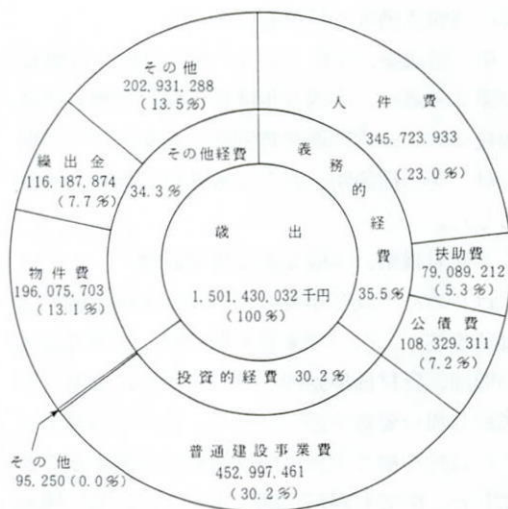 その他
202,931,288
(13.5%)
人件費
345,723,933
(23.0%)
繰出金
116,187,874
(7.7%)
その他経費
34.3%
義務的経費
35.5%
歳出
1,501,430,032千円
(100%)
扶助費
79,089,212
(5.3%)
物件費
196,075,703
(13.1%)
公債費
108,329,311
(7.2%)
投資的経費 30.2%
その他
95,250(0.0%)
普通建設事業費
452,997,461
(30.2%)